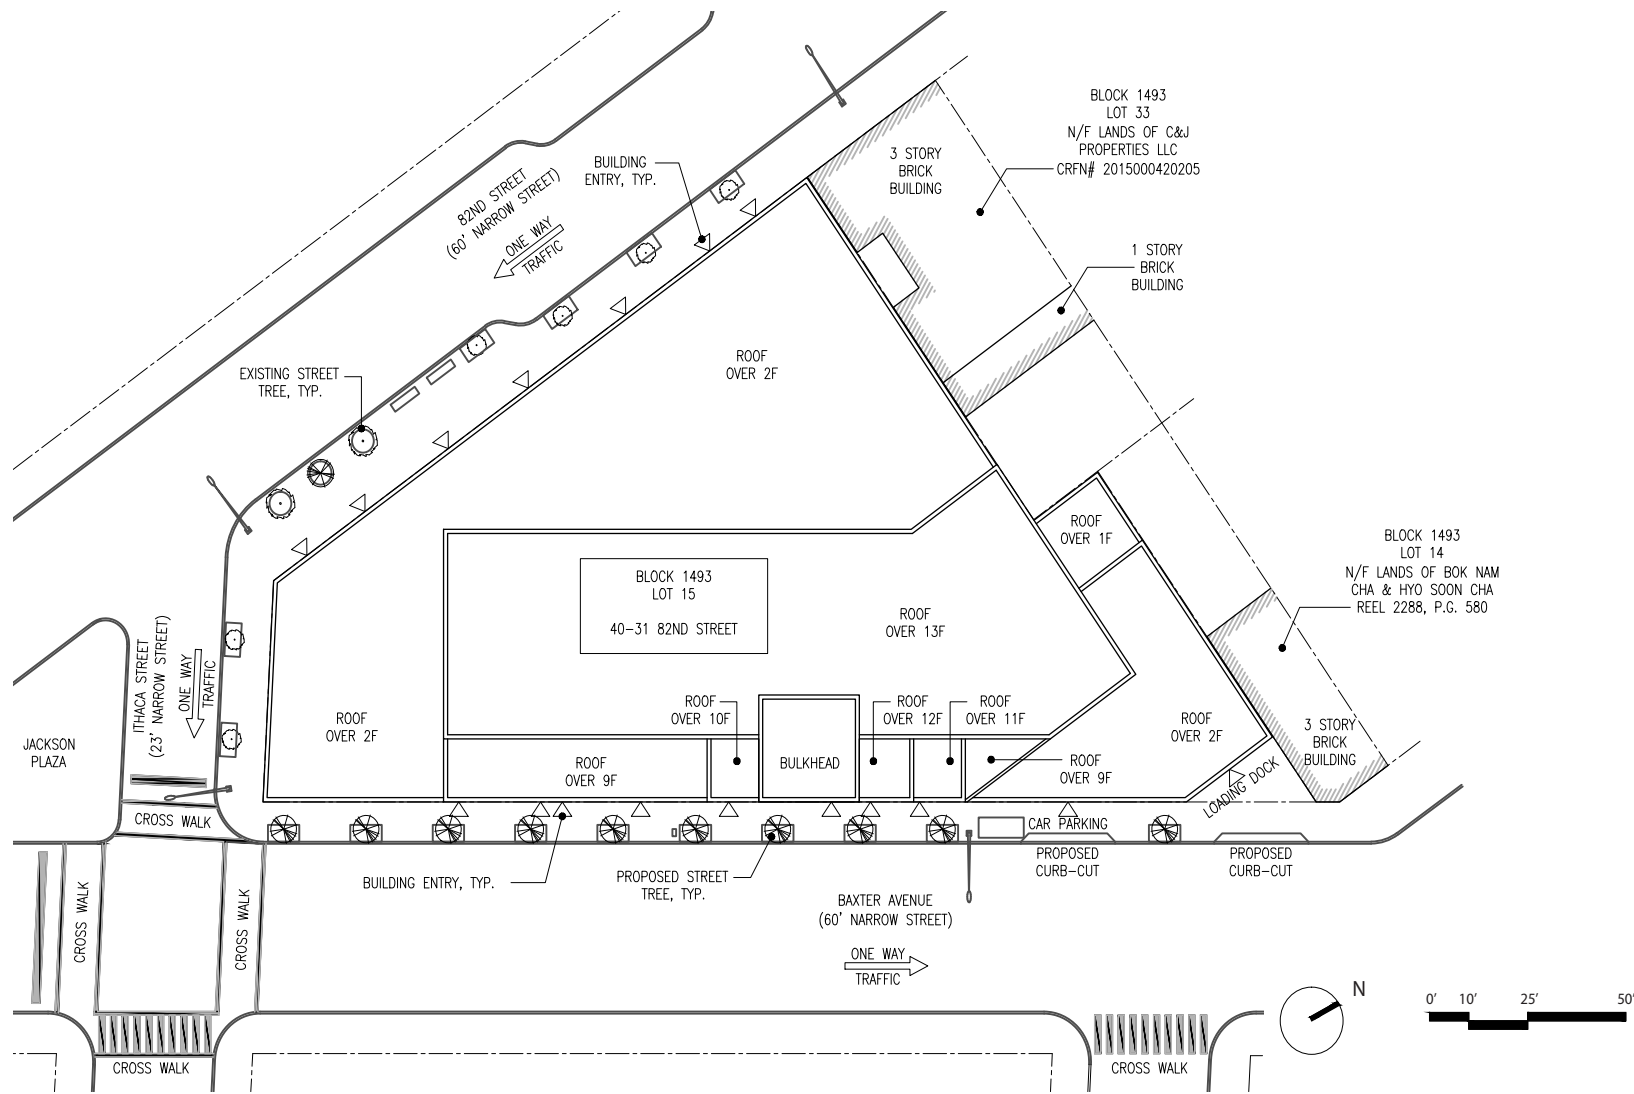 BLOCK 1493
LOT 33
N/F LANDS OF C&J
PROPERTIES LLC
CRFN# 2015000420205
3 STORY
BRICK
BUILDING
BUILDING
ENTRY, TYP.
82ND STREET
(60' NARROW STREET)
ONE WAY
TRAFFIC
1 STORY
BRICK
BUILDING
EXISTING STREET
TREE, TYP.
ROOF
OVER 2F
ROOF
OVER 1F
BLOCK 1493
LOT 14
N/F LANDS OF BOK NAM
CHA & HYO SOON CHA
REEL 2288, P.G. 580
BLOCK 1493
LOT 15
40-31 82ND STREET
ROOF
OVER 13F
ITHACA STREET
(23' NARROW STREET)
ONE WAY
TRAFFIC
JACKSON
PLAZA
ROOF
OVER 2F
ROOF
OVER 10F
ROOF
OVER 12F
ROOF
OVER 11F
ROOF
OVER 2F
3 STORY
BRICK
BUILDING
ROOF
OVER 9F
BULKHEAD
ROOF
OVER 9F
LOADING DOCK
CROSS WALK
CAR PARKING
PROPOSED
CURB-CUT
PROPOSED
CURB-CUT
BUILDING ENTRY, TYP.
PROPOSED STREET
TREE, TYP.
CROSS WALK
CROSS WALK
BAXTER AVENUE
(60' NARROW STREET)
ONE WAY
TRAFFIC
N
0' 10' 25' 50'
CROSS WALK
CROSS WALK